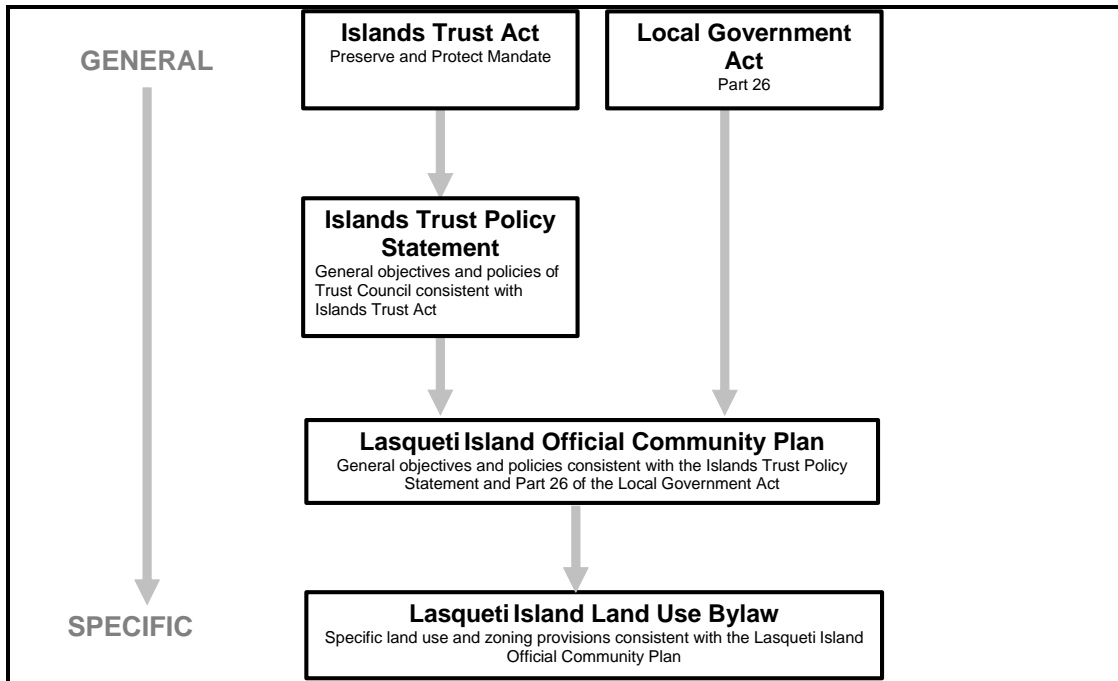 GENERAL
Islands Trust Act
Preserve and Protect Mandate
Local Government
Act
Part 26
Islands Trust Policy
Statement
General objectives and policies of
Trust Council consistent with
Islands Trust Act
Lasqueti Island Official Community Plan
General objectives and policies consistent with the Islands Trust Policy
Statement and Part 26 of the Local Government Act
SPECIFIC
Lasqueti Island Land Use Bylaw
Specific land use and zoning provisions consistent with the Lasqueti Island
Official Community Plan